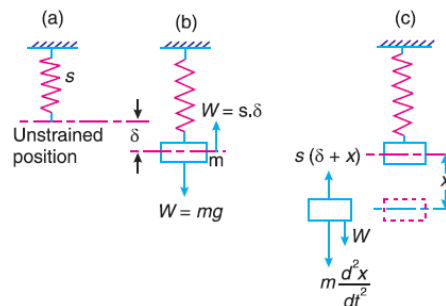 (a)
(b)
(c)
s
W = s.δ
Unstrained
position
δ
m
W = mg
s (δ + x)
x
W
m d²x/dt²